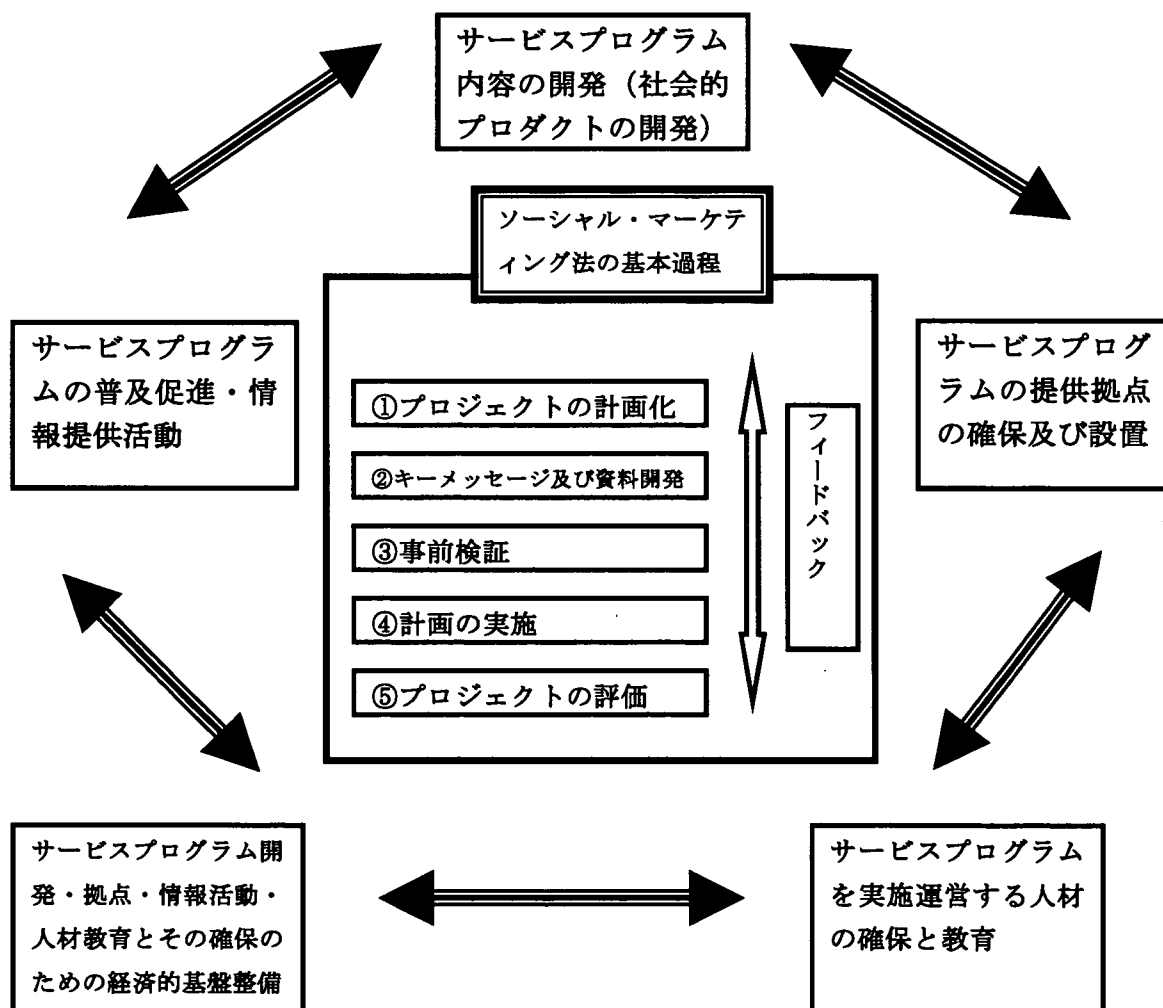 サービスプログラム
内容の開発（社会的
プロダクトの開発）
ソーシャル・マーケテ
ィング法の基本過程
サービスプログラ
ムの普及促進・情
報提供活動
①プロジェクトの計画化
②キーメッセージ及び資料開発
③事前検証
④計画の実施
⑤プロジェクトの評価
フィードバック
サービスプログ
ラムの提供拠点
の確保及び設置
サービスプログラム開
発・拠点・情報活動・
人材教育とその確保の
ための経済的基盤整備
サービスプログラム
を実施運営する人材
の確保と教育